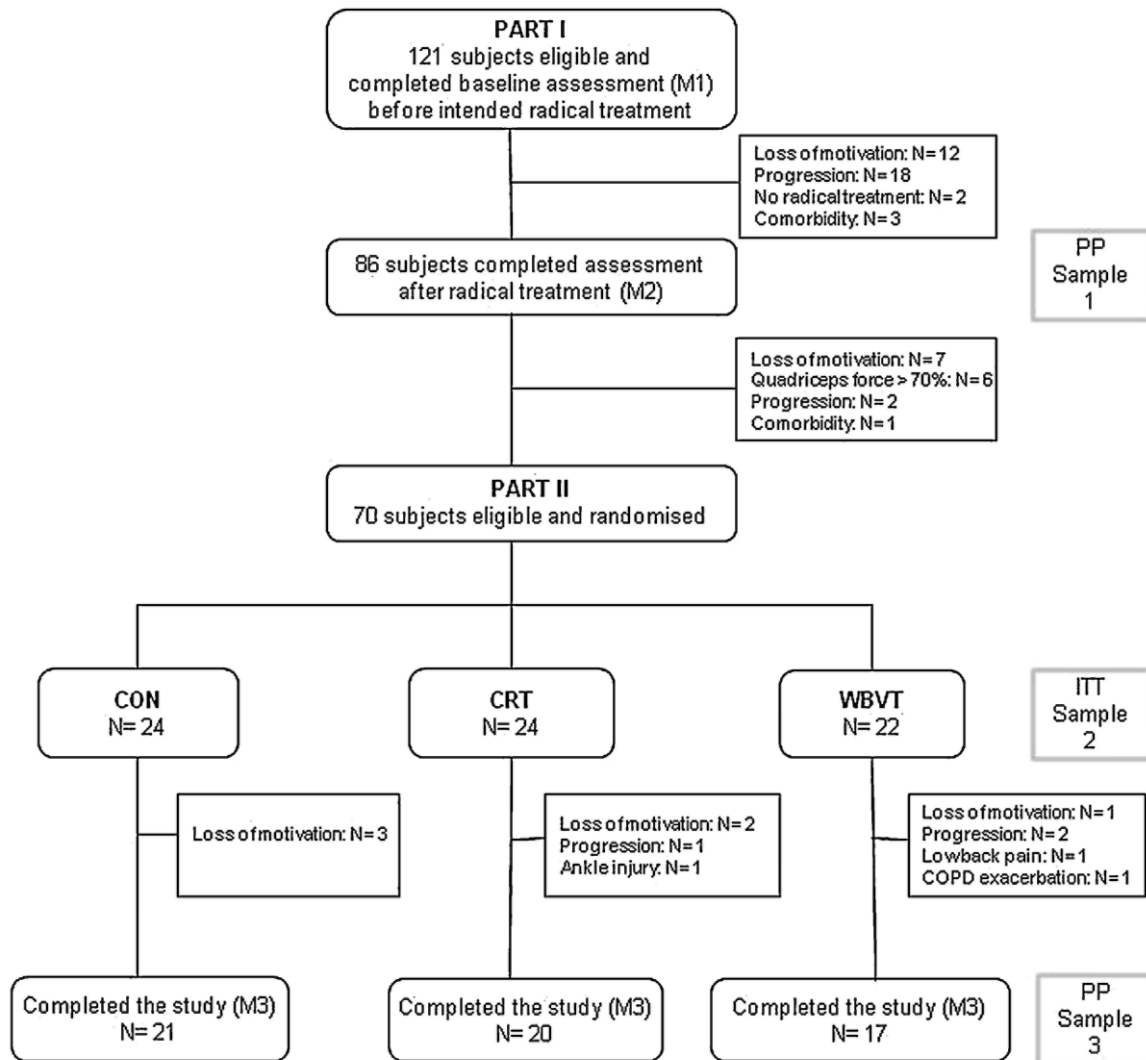 PART I
121 subjects eligible and
completed baseline assessment (M1)
before intended radical treatment
Loss of motivation: N=12
Progression: N=18
No radical treatment: N=2
Comorbidity: N=3
86 subjects completed assessment
after radical treatment (M2)
PP
Sample
1
Loss of motivation: N=7
Quadriceps force > 70%: N=6
Progression: N=2
Comorbidity: N=1
PART II
70 subjects eligible and randomised
CON
N= 24
CRT
N= 24
WBVT
N= 22
ITT
Sample
2
Loss of motivation: N=3
Loss of motivation: N=2
Progression: N=1
Ankle injury: N=1
Loss of motivation: N=1
Progression: N=2
Lowback pain: N=1
COPD exacerbation: N=1
Completed the study (M3)
N= 21
Completed the study (M3)
N= 20
Completed the study (M3)
N= 17
PP
Sample
3